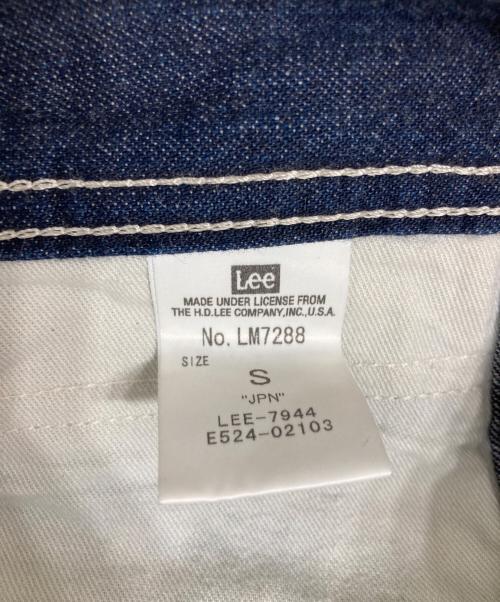 Lee
MADE UNDER LICENSE FROM
THE H.D.LEE COMPANY,INC.,U.S.A.
No. LM7288
SIZE
S
"JPN"
LEE-7944
E524-02103